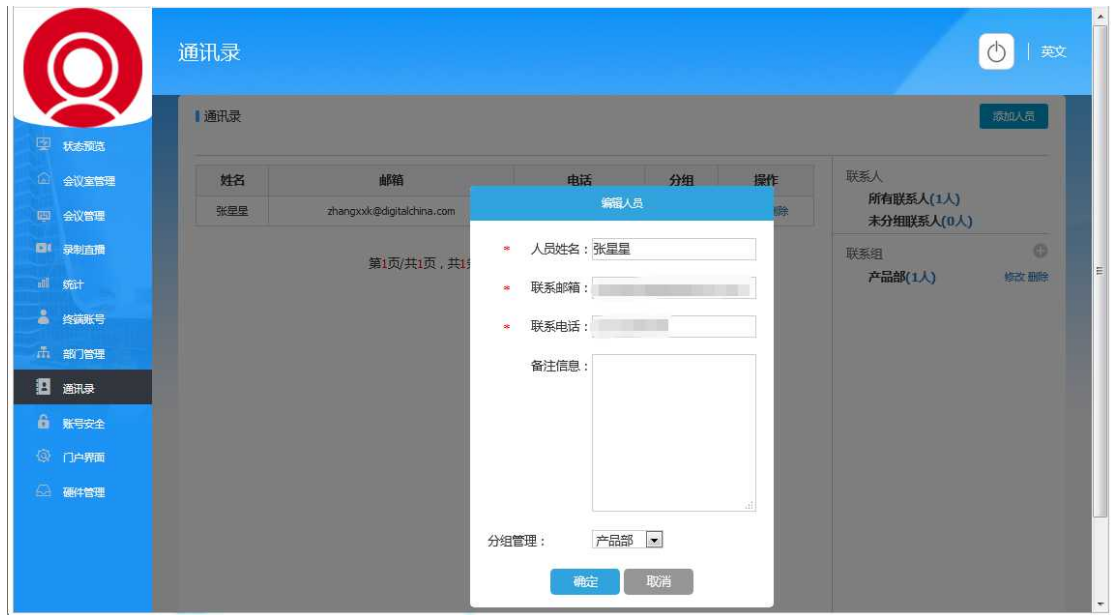 通讯录
英文
状态预览
会议室管理
会议管理
录制直播
统计
终端账号
部门管理
通讯录
账号安全
门户界面
硬件管理
通讯录
添加人员
姓名 邮箱 电话 分组 操作
张星星 zhangxxk@digitalchina.com 删除
第1页/共1页，共1
编辑人员
* 人员姓名：张星星
* 联系邮箱：
* 联系电话：
备注信息：
分组管理： 产品部
确定 取消
联系人
所有联系人(1人)
未分组联系人(0人)
联系组
产品部(1人) 修改 删除